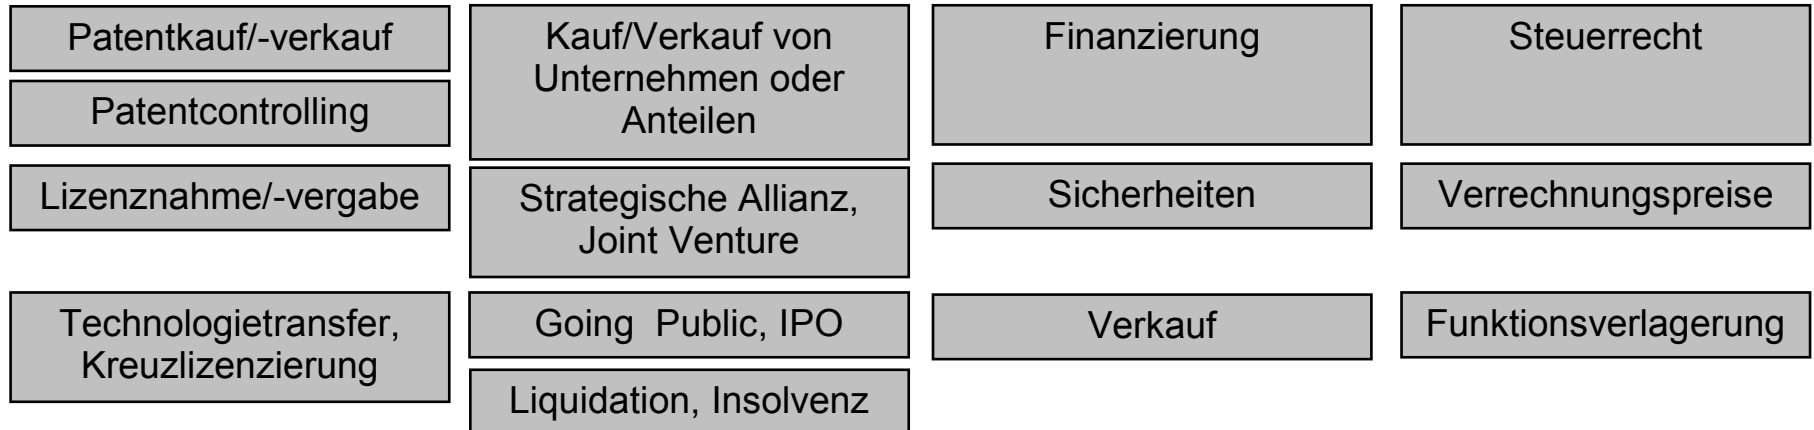 Patentkauf/-verkauf
Patentcontrolling
Lizenznahme/-vergabe
Technologietransfer,
Kreuzlizenzierung
Kauf/Verkauf von
Unternehmen oder
Anteilen
Strategische Allianz,
Joint Venture
Going  Public, IPO
Liquidation, Insolvenz
Finanzierung
Sicherheiten
Verkauf
Steuerrecht
Verrechnungspreise
Funktionsverlagerung